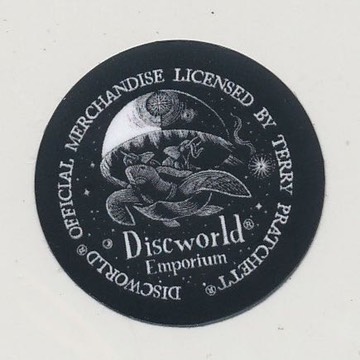 DISCWORLD® OFFICIAL MERCHANDISE LICENSED BY TERRY PRATCHETT®
Discworld®
Emporium